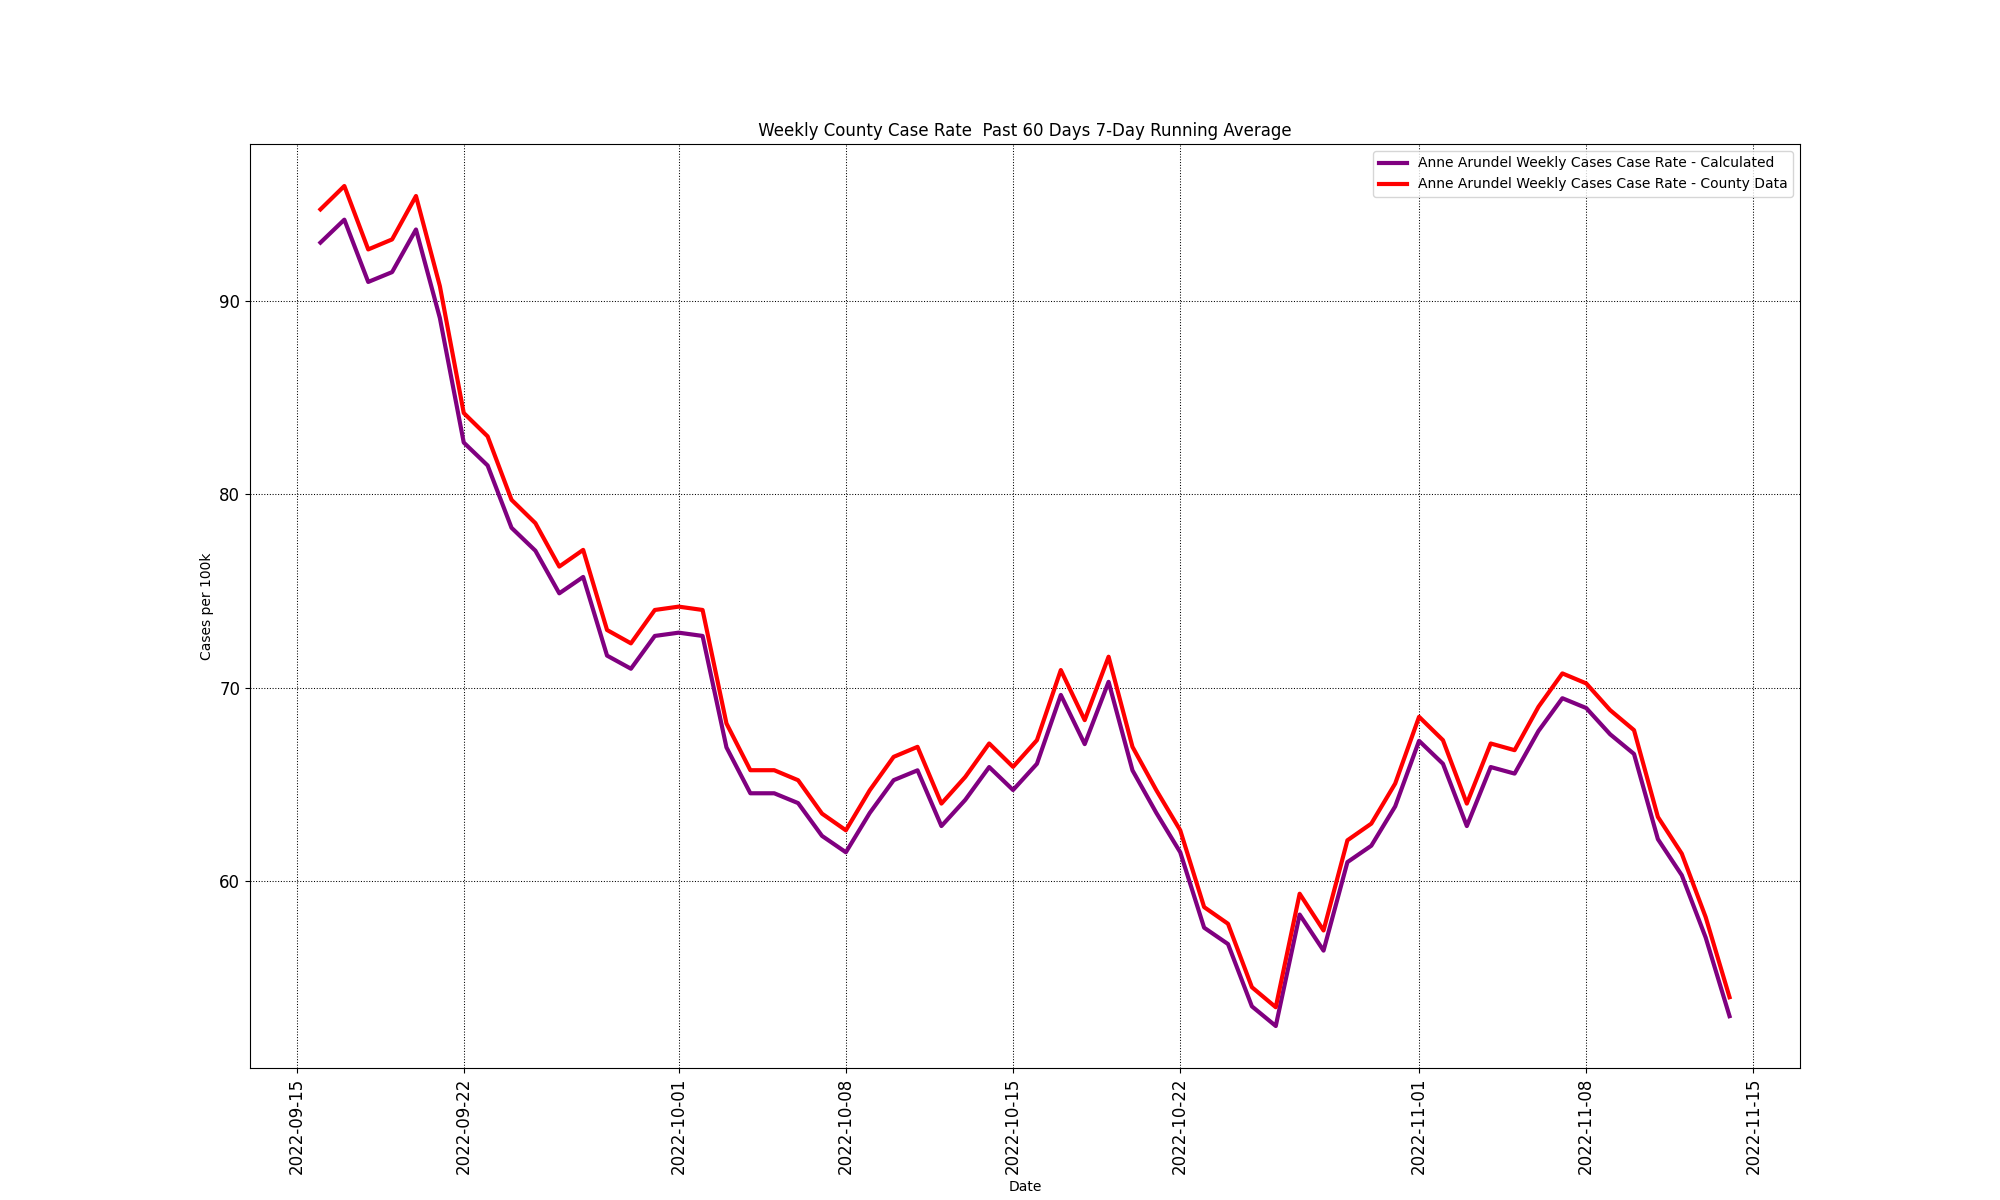 Weekly County Case Rate  Past 60 Days 7-Day Running Average
Anne Arundel Weekly Cases Case Rate - Calculated
Anne Arundel Weekly Cases Case Rate - County Data
90
80
70
60
Cases per 100k
2022-09-15
2022-09-22
2022-10-01
2022-10-08
2022-10-15
2022-10-22
2022-11-01
2022-11-08
2022-11-15
Date